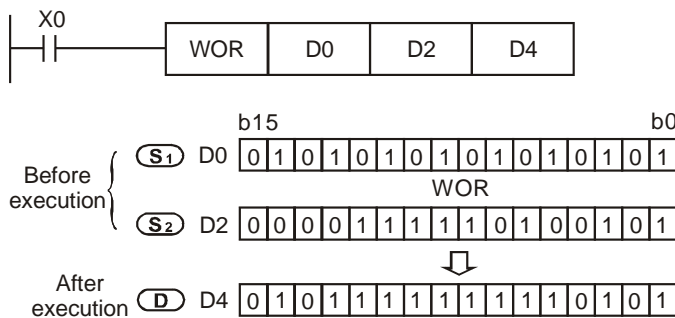 X0
WOR D0 D2 D4
b15 b0
S1 D0 0 1 0 1 0 1 0 1 0 1 0 1 0 1 0 1
Before
execution
WOR
S2 D2 0 0 0 0 1 1 1 1 1 0 1 0 0 1 0 1
After
execution
D D4 0 1 0 1 1 1 1 1 1 1 1 1 0 1 0 1